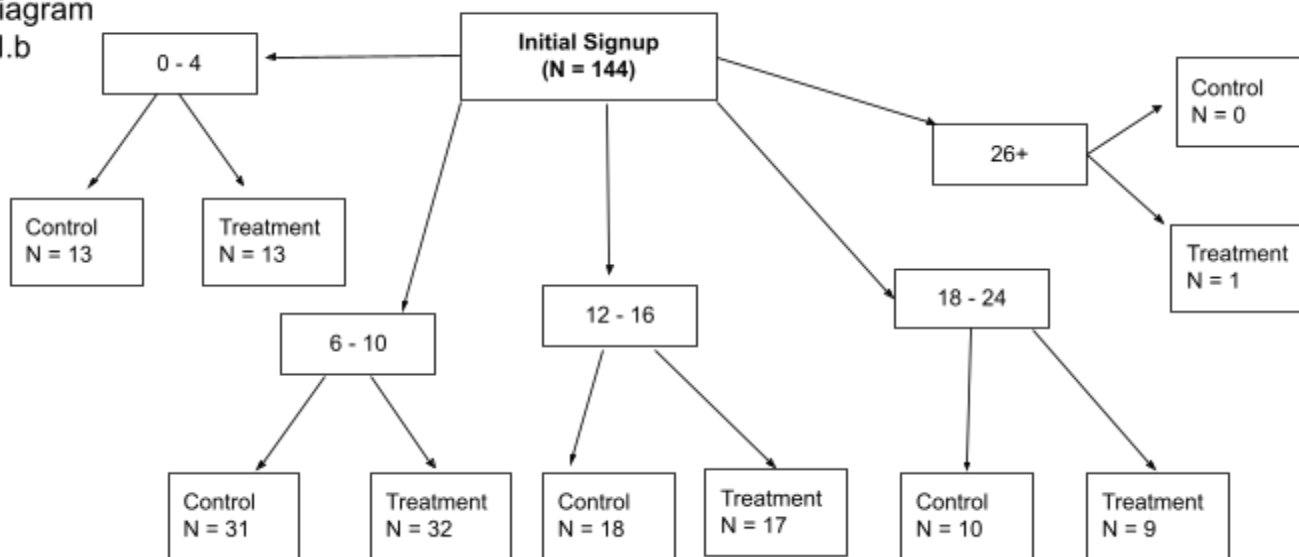 iagram
l.b
Initial Signup
(N = 144)
0 - 4
Control
N = 13
Treatment
N = 13
6 - 10
Control
N = 31
Treatment
N = 32
12 - 16
Control
N = 18
Treatment
N = 17
18 - 24
Control
N = 10
Treatment
N = 9
26+
Control
N = 0
Treatment
N = 1